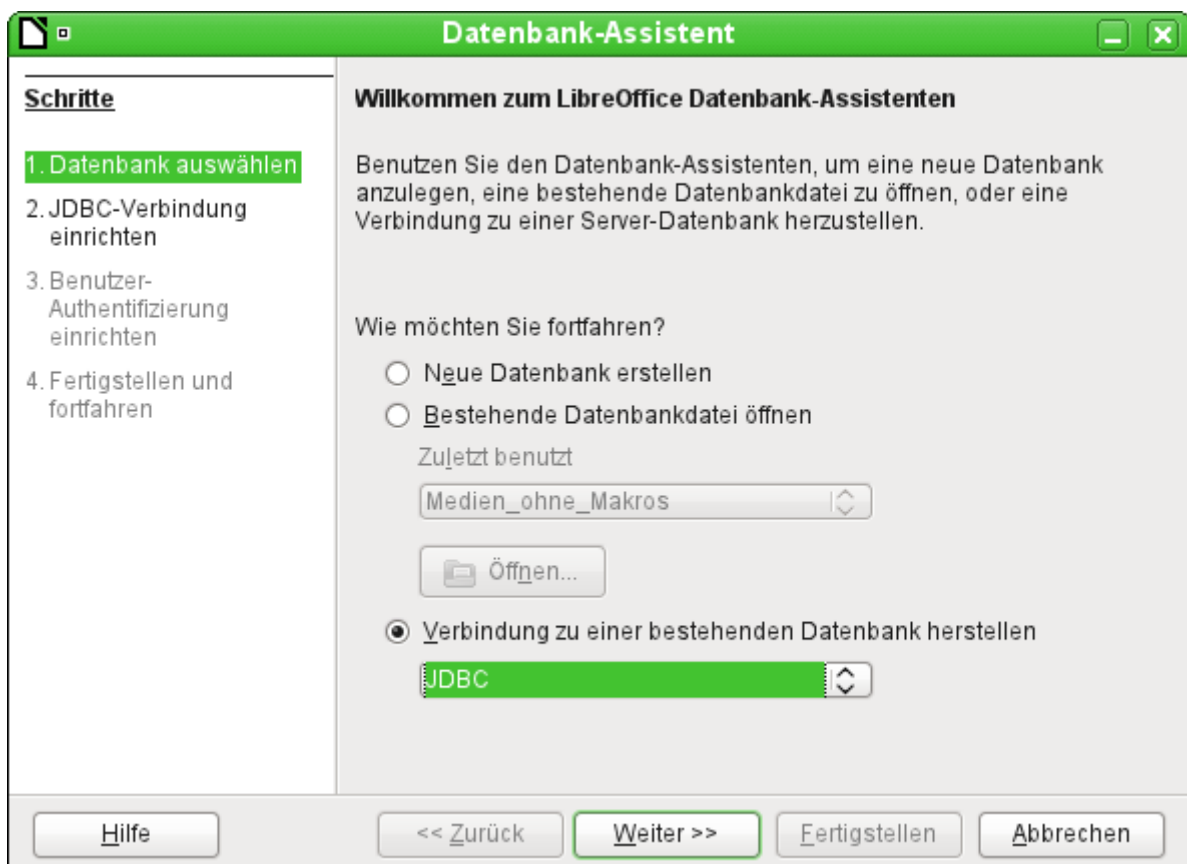 Datenbank-Assistent
Schritte
1. Datenbank auswählen
2. JDBC-Verbindung
einrichten
3. Benutzer-
Authentifizierung
einrichten
4. Fertigstellen und
fortfahren
Willkommen zum LibreOffice Datenbank-Assistenten
Benutzen Sie den Datenbank-Assistenten, um eine neue Datenbank
anzulegen, eine bestehende Datenbankdatei zu öffnen, oder eine
Verbindung zu einer Server-Datenbank herzustellen.
Wie möchten Sie fortfahren?
Neue Datenbank erstellen
Bestehende Datenbankdatei öffnen
Zuletzt benutzt
Medien_ohne_Makros
Öffnen...
Verbindung zu einer bestehenden Datenbank herstellen
JDBC
Hilfe
<< Zurück
Weiter >>
Fertigstellen
Abbrechen